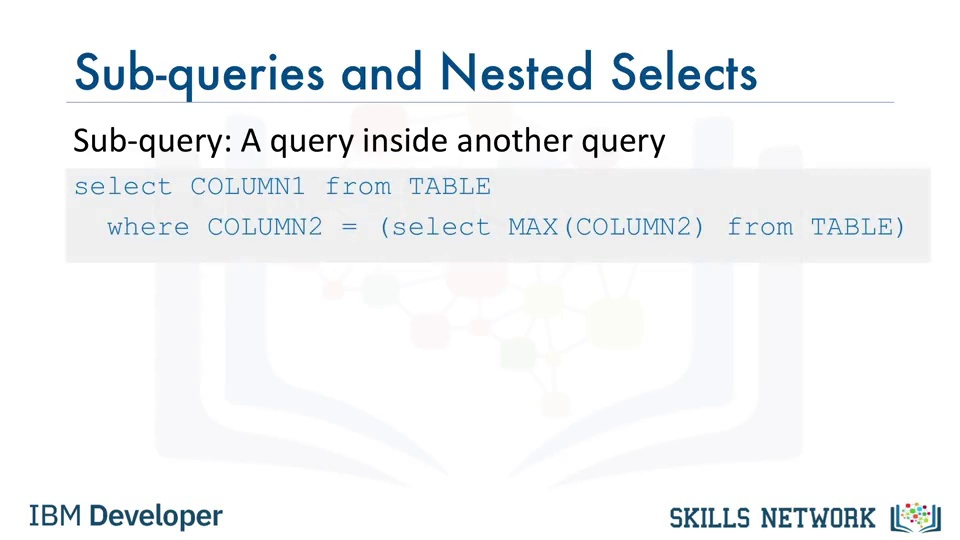 Sub-queries and Nested Selects
Sub-query: A query inside another query
select COLUMN1 from TABLE
where COLUMN2 = (select MAX(COLUMN2) from TABLE)
IBM Developer
SKILLS NETWORK